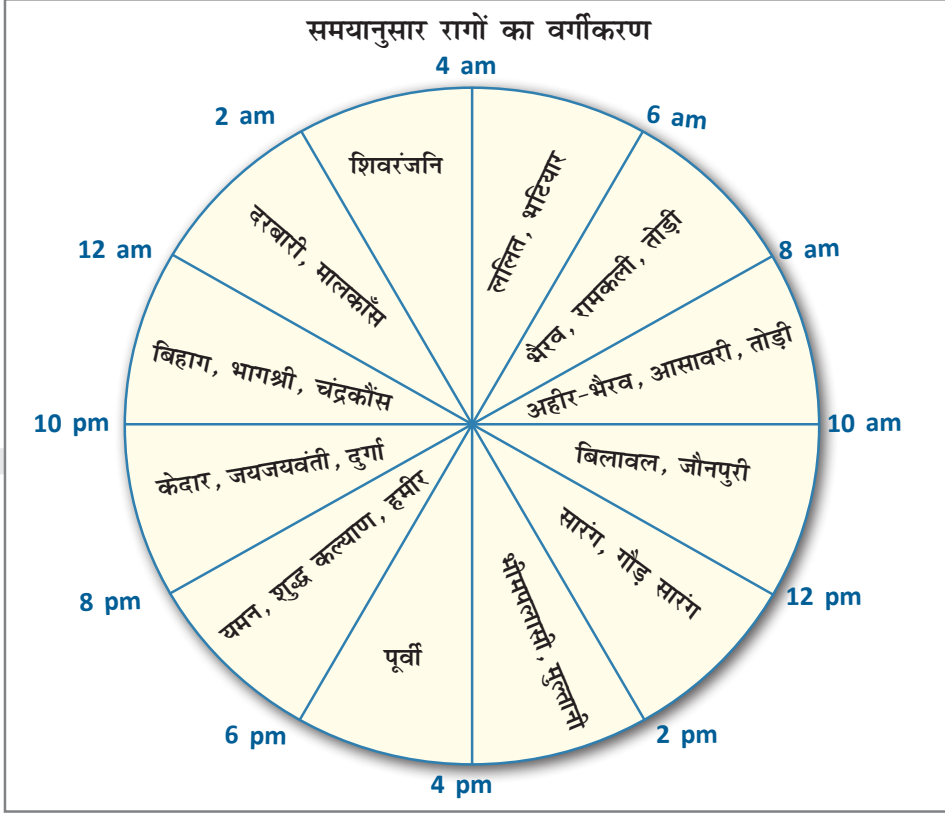 समयानुसार रागों का वर्गीकरण
4 am
6 am
8 am
10 am
12 pm
2 pm
4 pm
6 pm
8 pm
10 pm
12 am
2 am
ललित, भटियार
भैरव, रामकली, तोड़ी
अहीर-भैरव, आसावरी, तोड़ी
बिलावल, जौनपुरी
सारंग, गौड़ सारंग
भीमपलासी, मुल्तानी
पूर्वी
यमन, शुद्ध कल्याण, हमीर
केदार, जयजयवंती, दुर्गा
बिहाग, भागश्री, चंद्रकौंस
दरबारी, मालकौंस
शिवरंजनि